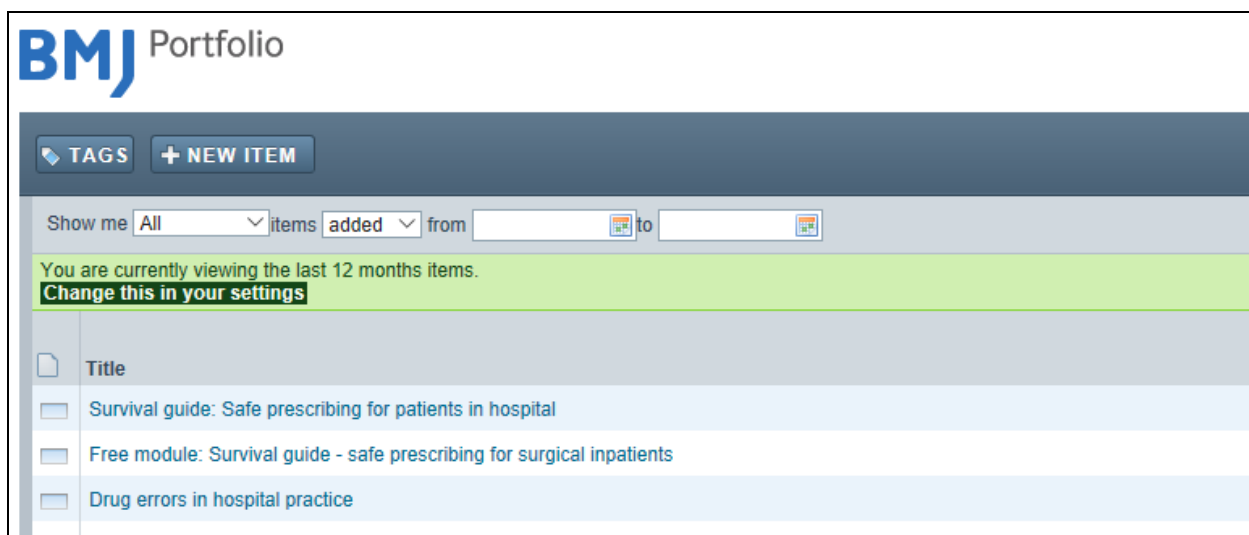 BMJ Portfolio
TAGS + NEW ITEM
Show me All items added from to
You are currently viewing the last 12 months items.
Change this in your settings
Title
Survival guide: Safe prescribing for patients in hospital
Free module: Survival guide - safe prescribing for surgical inpatients
Drug errors in hospital practice